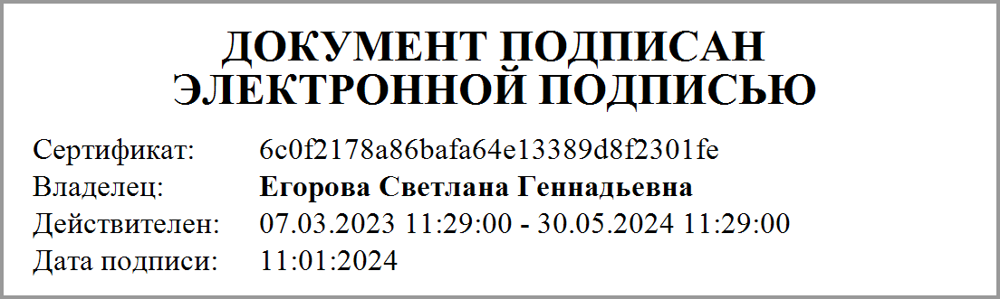 ДОКУМЕНТ ПОДПИСАН
ЭЛЕКТРОННОЙ ПОДПИСЬЮ
Сертификат: 6c0f2178a86bafa64e13389d8f2301fe
Владелец: Егорова Светлана Геннадьевна
Действителен: 07.03.2023 11:29:00 - 30.05.2024 11:29:00
Дата подписи: 11:01:2024